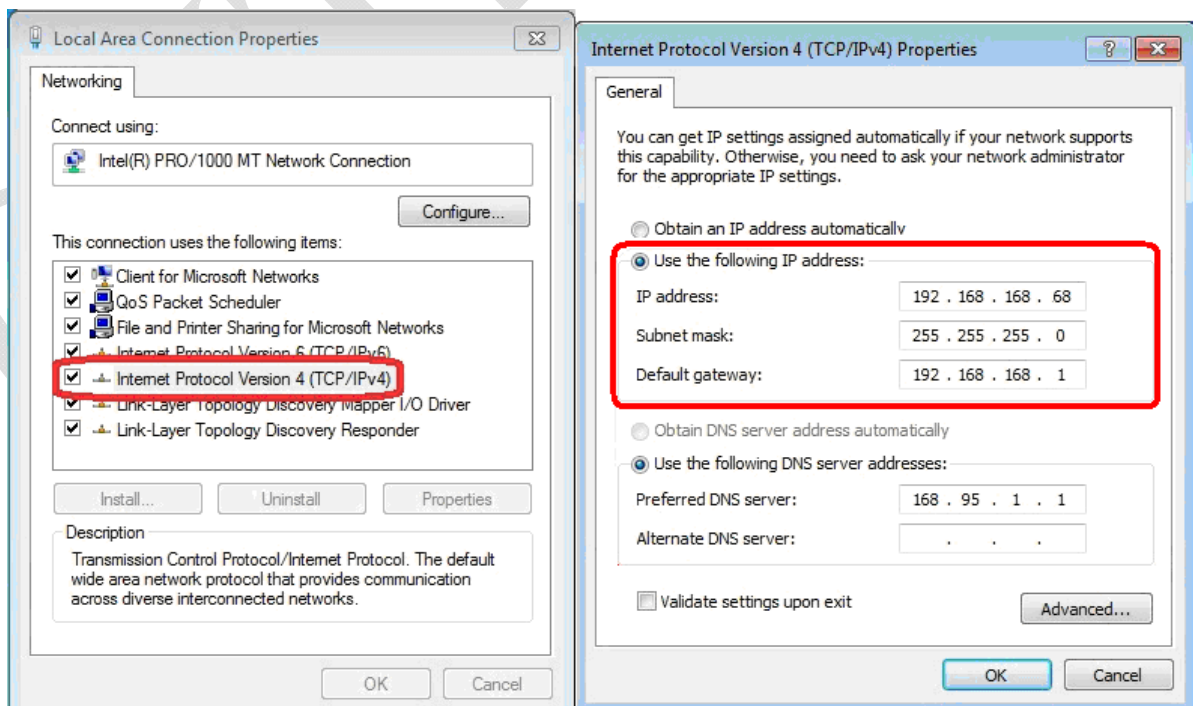 Local Area Connection Properties
Networking
Connect using:
Intel(R) PRO/1000 MT Network Connection
Configure...
This connection uses the following items:
Client for Microsoft Networks
QoS Packet Scheduler
File and Printer Sharing for Microsoft Networks
Internet Protocol Version 6 (TCP/IPv6)
Internet Protocol Version 4 (TCP/IPv4)
Link-Layer Topology Discovery Mapper I/O Driver
Link-Layer Topology Discovery Responder
Install...
Uninstall
Properties
Description
Transmission Control Protocol/Internet Protocol. The default
wide area network protocol that provides communication
across diverse interconnected networks.
OK
Cancel
Internet Protocol Version 4 (TCP/IPv4) Properties
General
You can get IP settings assigned automatically if your network supports
this capability. Otherwise, you need to ask your network administrator
for the appropriate IP settings.
Obtain an IP address automatically
Use the following IP address:
IP address: 192 . 168 . 168 . 68
Subnet mask: 255 . 255 . 255 . 0
Default gateway: 192 . 168 . 168 . 1
Obtain DNS server address automatically
Use the following DNS server addresses:
Preferred DNS server: 168 . 95 . 1 . 1
Alternate DNS server: . . .
Validate settings upon exit
Advanced...
OK
Cancel